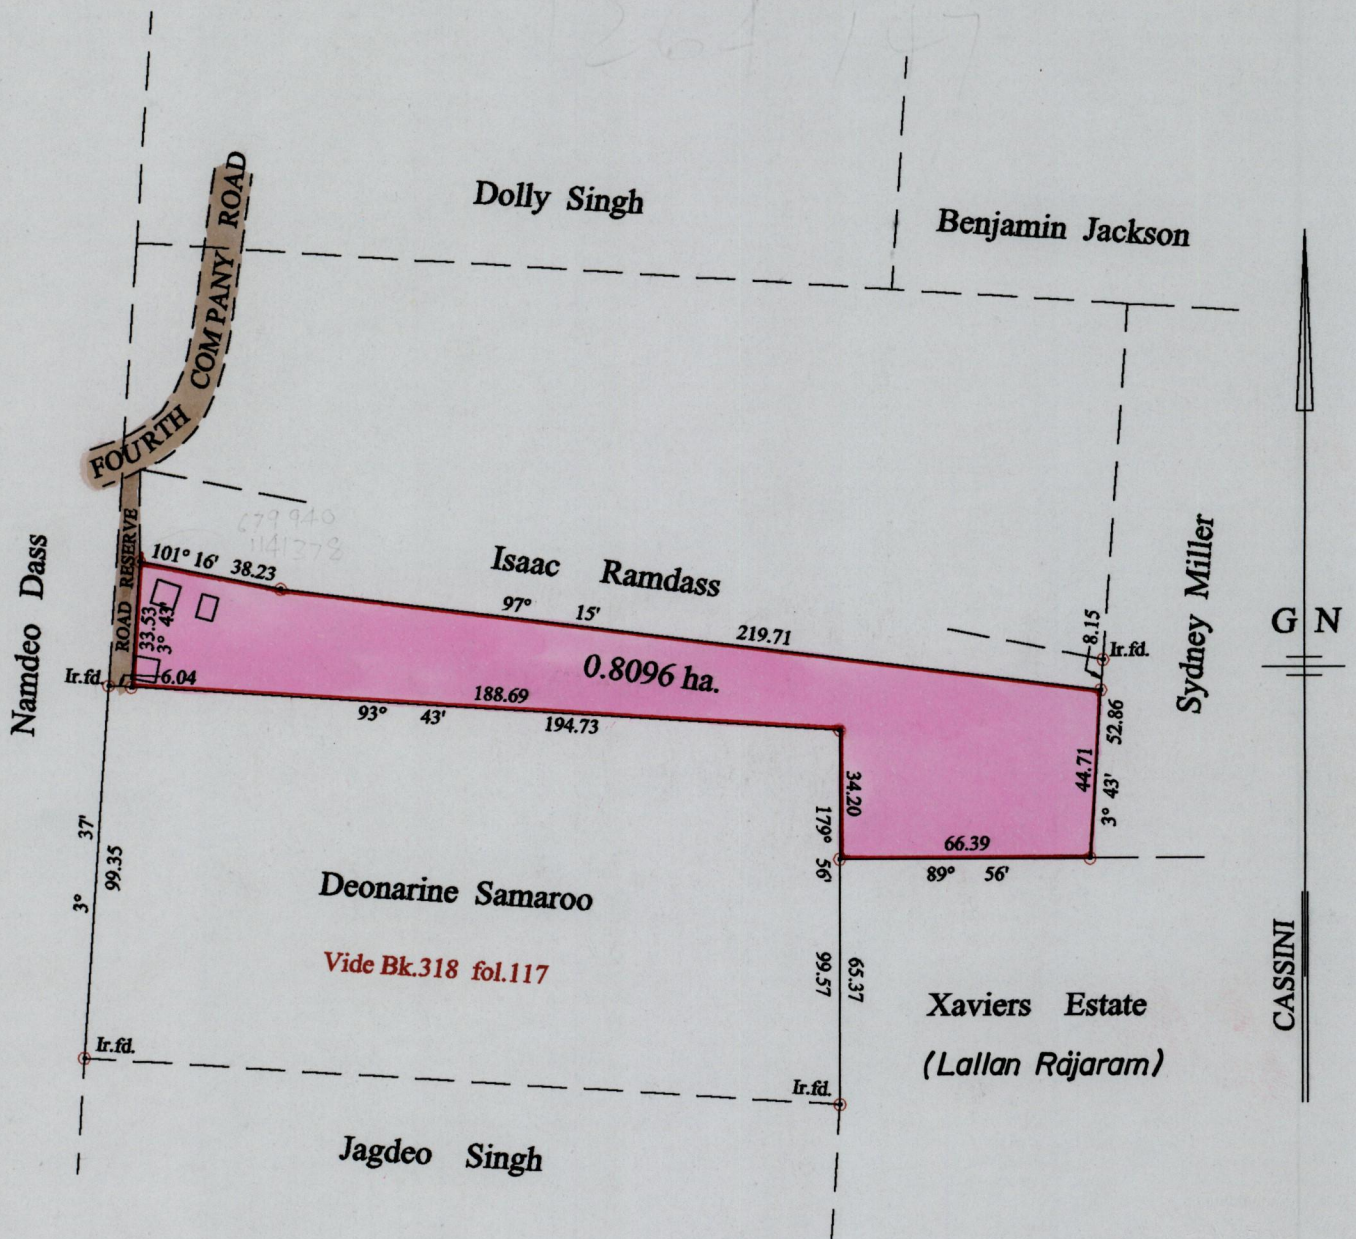 Dolly Singh
Benjamin Jackson
FOURTH COMPANY ROAD
679 940
1141378
ROAD RESERVE
Namdeo Dass
Isaac Ramdass
101° 16' 38.23
97° 15' 219.71
33.53
3° 43'
0.8096 ha.
8.15
Ir.fd.
Sydney Miller
G N
Ir.fd.
6.04
188.69
93° 43' 194.73
52.86
44.71
3° 43'
34.20
179° 56'
66.39
89° 56'
3° 37'
99.35
Deonarine Samaroo
Vide Bk.318 fol.117
99.57
65.37
Xaviers Estate
(Lallan Rajaram)
CASSINI
Ir.fd.
Ir.fd.
Jagdeo Singh